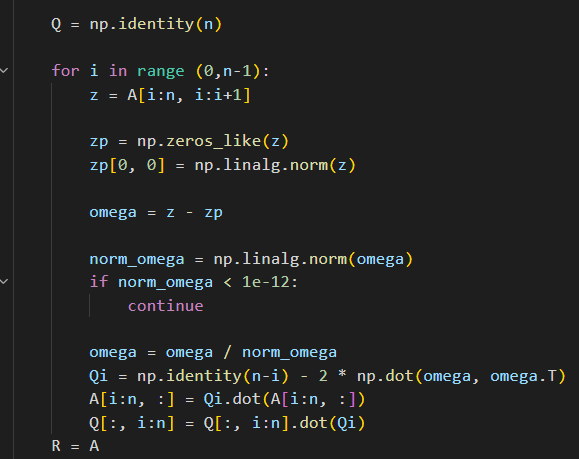 Q = np.identity(n)
for i in range (0,n-1):
    z = A[i:n, i:i+1]
    zp = np.zeros_like(z)
    zp[0, 0] = np.linalg.norm(z)
    omega = z - zp
    norm_omega = np.linalg.norm(omega)
    if norm_omega < 1e-12:
        continue
    omega = omega / norm_omega
    Qi = np.identity(n-i) - 2 * np.dot(omega, omega.T)
    A[i:n, :] = Qi.dot(A[i:n, :])
    Q[:, i:n] = Q[:, i:n].dot(Qi)
R = A